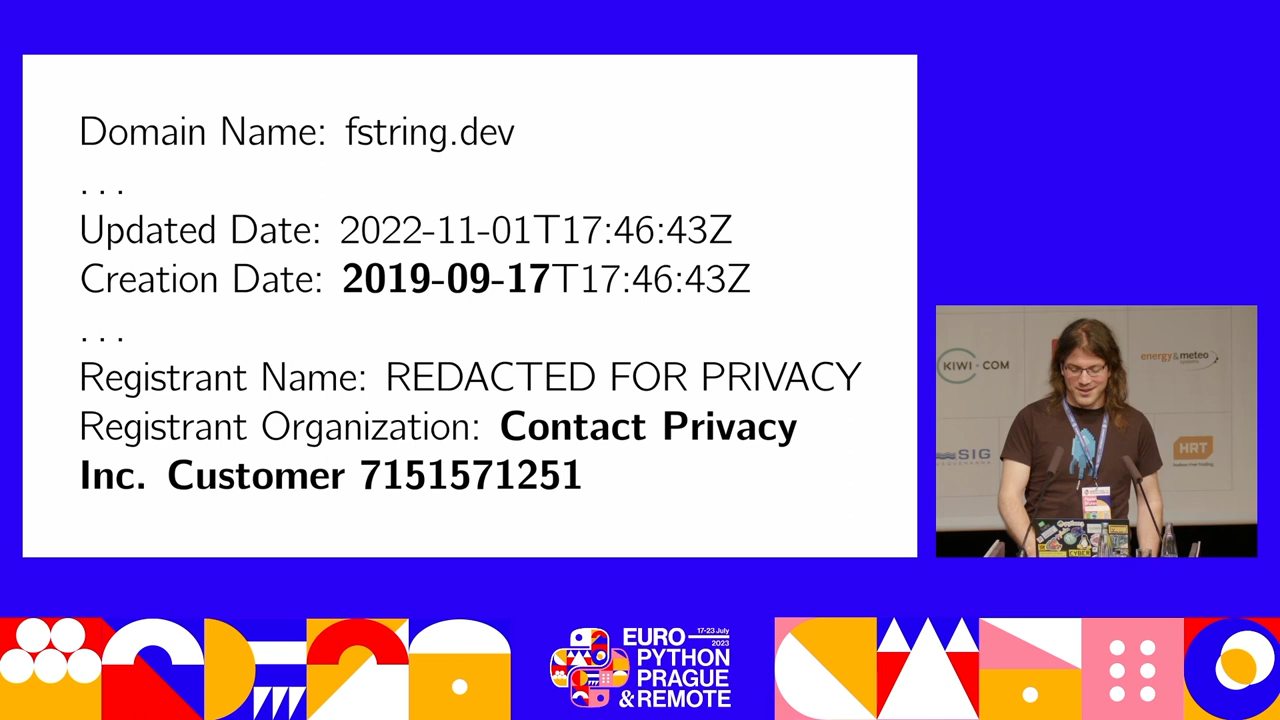 Domain Name: fstring.dev
...
Updated Date: 2022-11-01T17:46:43Z
Creation Date: 2019-09-17T17:46:43Z
...
Registrant Name: REDACTED FOR PRIVACY
Registrant Organization: Contact Privacy
Inc. Customer 7151571251
KIWI.COM
energy&meteo
systems
SIG
HRT
CYBER
17-23 July
2023
EURO
PYTHON
PRAGUE
&REMOTE